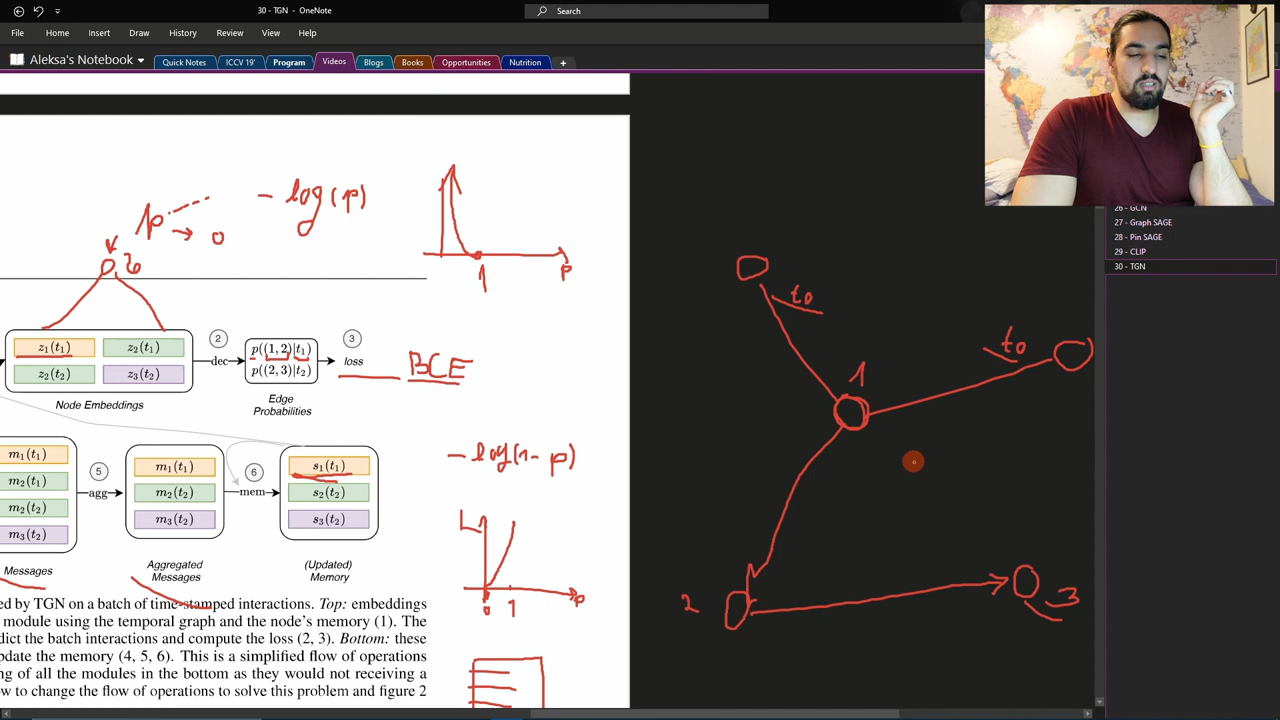 30 - TGN - OneNote
Search
File Home Insert Draw History Review View Help
Aleksa's Notebook Quick Notes ICCV 19' Program Videos Blogs Books Opportunities Nutrition
26 - GCN
27 - Graph SAGE
28 - Pin SAGE
29 - CLIP
30 - TGN
p → 0
- log(p)
1 p
6
z₁(t₁) z₂(t₁)
z₂(t₂) z₃(t₂)
Node Embeddings
2
dec
p((1, 2)|t₁)
p((2, 3)|t₂)
Edge
Probabilities
3
loss
BCE
m₁(t₁)
m₂(t₁)
m₂(t₂)
m₃(t₂)
Messages
5
agg
m₁(t₁)
m₂(t₂)
m₃(t₂)
Aggregated
Messages
6
mem
s₁(t₁)
s₂(t₂)
s₃(t₂)
(Updated)
Memory
- log(1 - p)
L
0 1 p
ed by TGN on a batch of time-stamped interactions. Top: embeddings
module using the temporal graph and the node's memory (1). The
dict the batch interactions and compute the loss (2, 3). Bottom: these
pdate the memory (4, 5, 6). This is a simplified flow of operations
ng of all the modules in the bottom as they would not receiving a
ow to change the flow of operations to solve this problem and figure 2
t₀
t₀
1
2
3